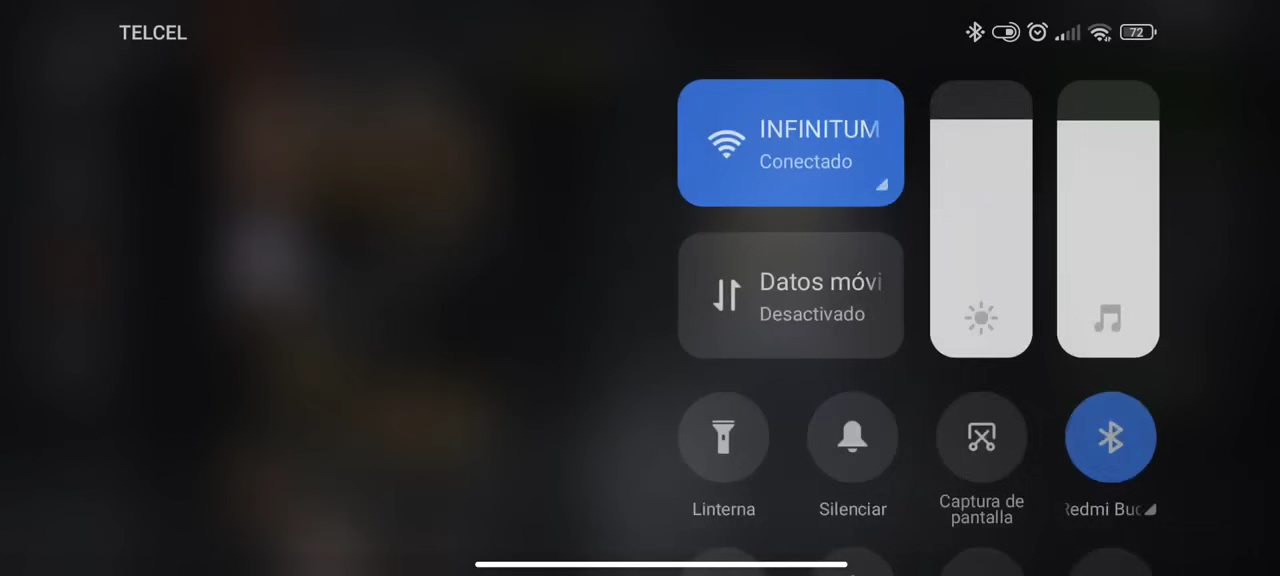 TELCEL
72
INFINITUM
Conectado
Datos móvi
Desactivado
Linterna
Silenciar
Captura de
pantalla
Redmi Buc